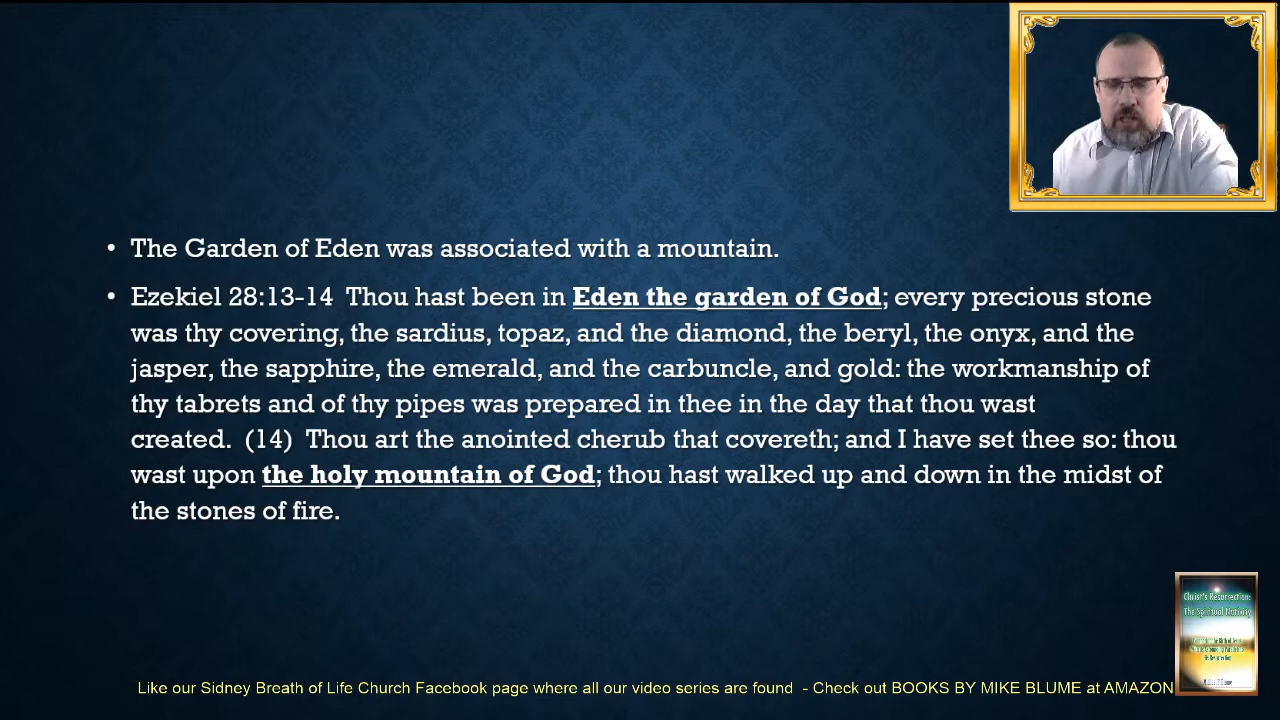 • The Garden of Eden was associated with a mountain.
• Ezekiel 28:13-14  Thou hast been in Eden the garden of God; every precious stone
was thy covering, the sardius, topaz, and the diamond, the beryl, the onyx, and the
jasper, the sapphire, the emerald, and the carbuncle, and gold: the workmanship of
thy tabrets and of thy pipes was prepared in thee in the day that thou wast
created.  (14)  Thou art the anointed cherub that covereth; and I have set thee so: thou
wast upon the holy mountain of God; thou hast walked up and down in the midst of
the stones of fire.
Christ's Resurrection:
The Spiritual Nativity
Like our Sidney Breath of Life Church Facebook page where all our video series are found  - Check out BOOKS BY MIKE BLUME at AMAZON